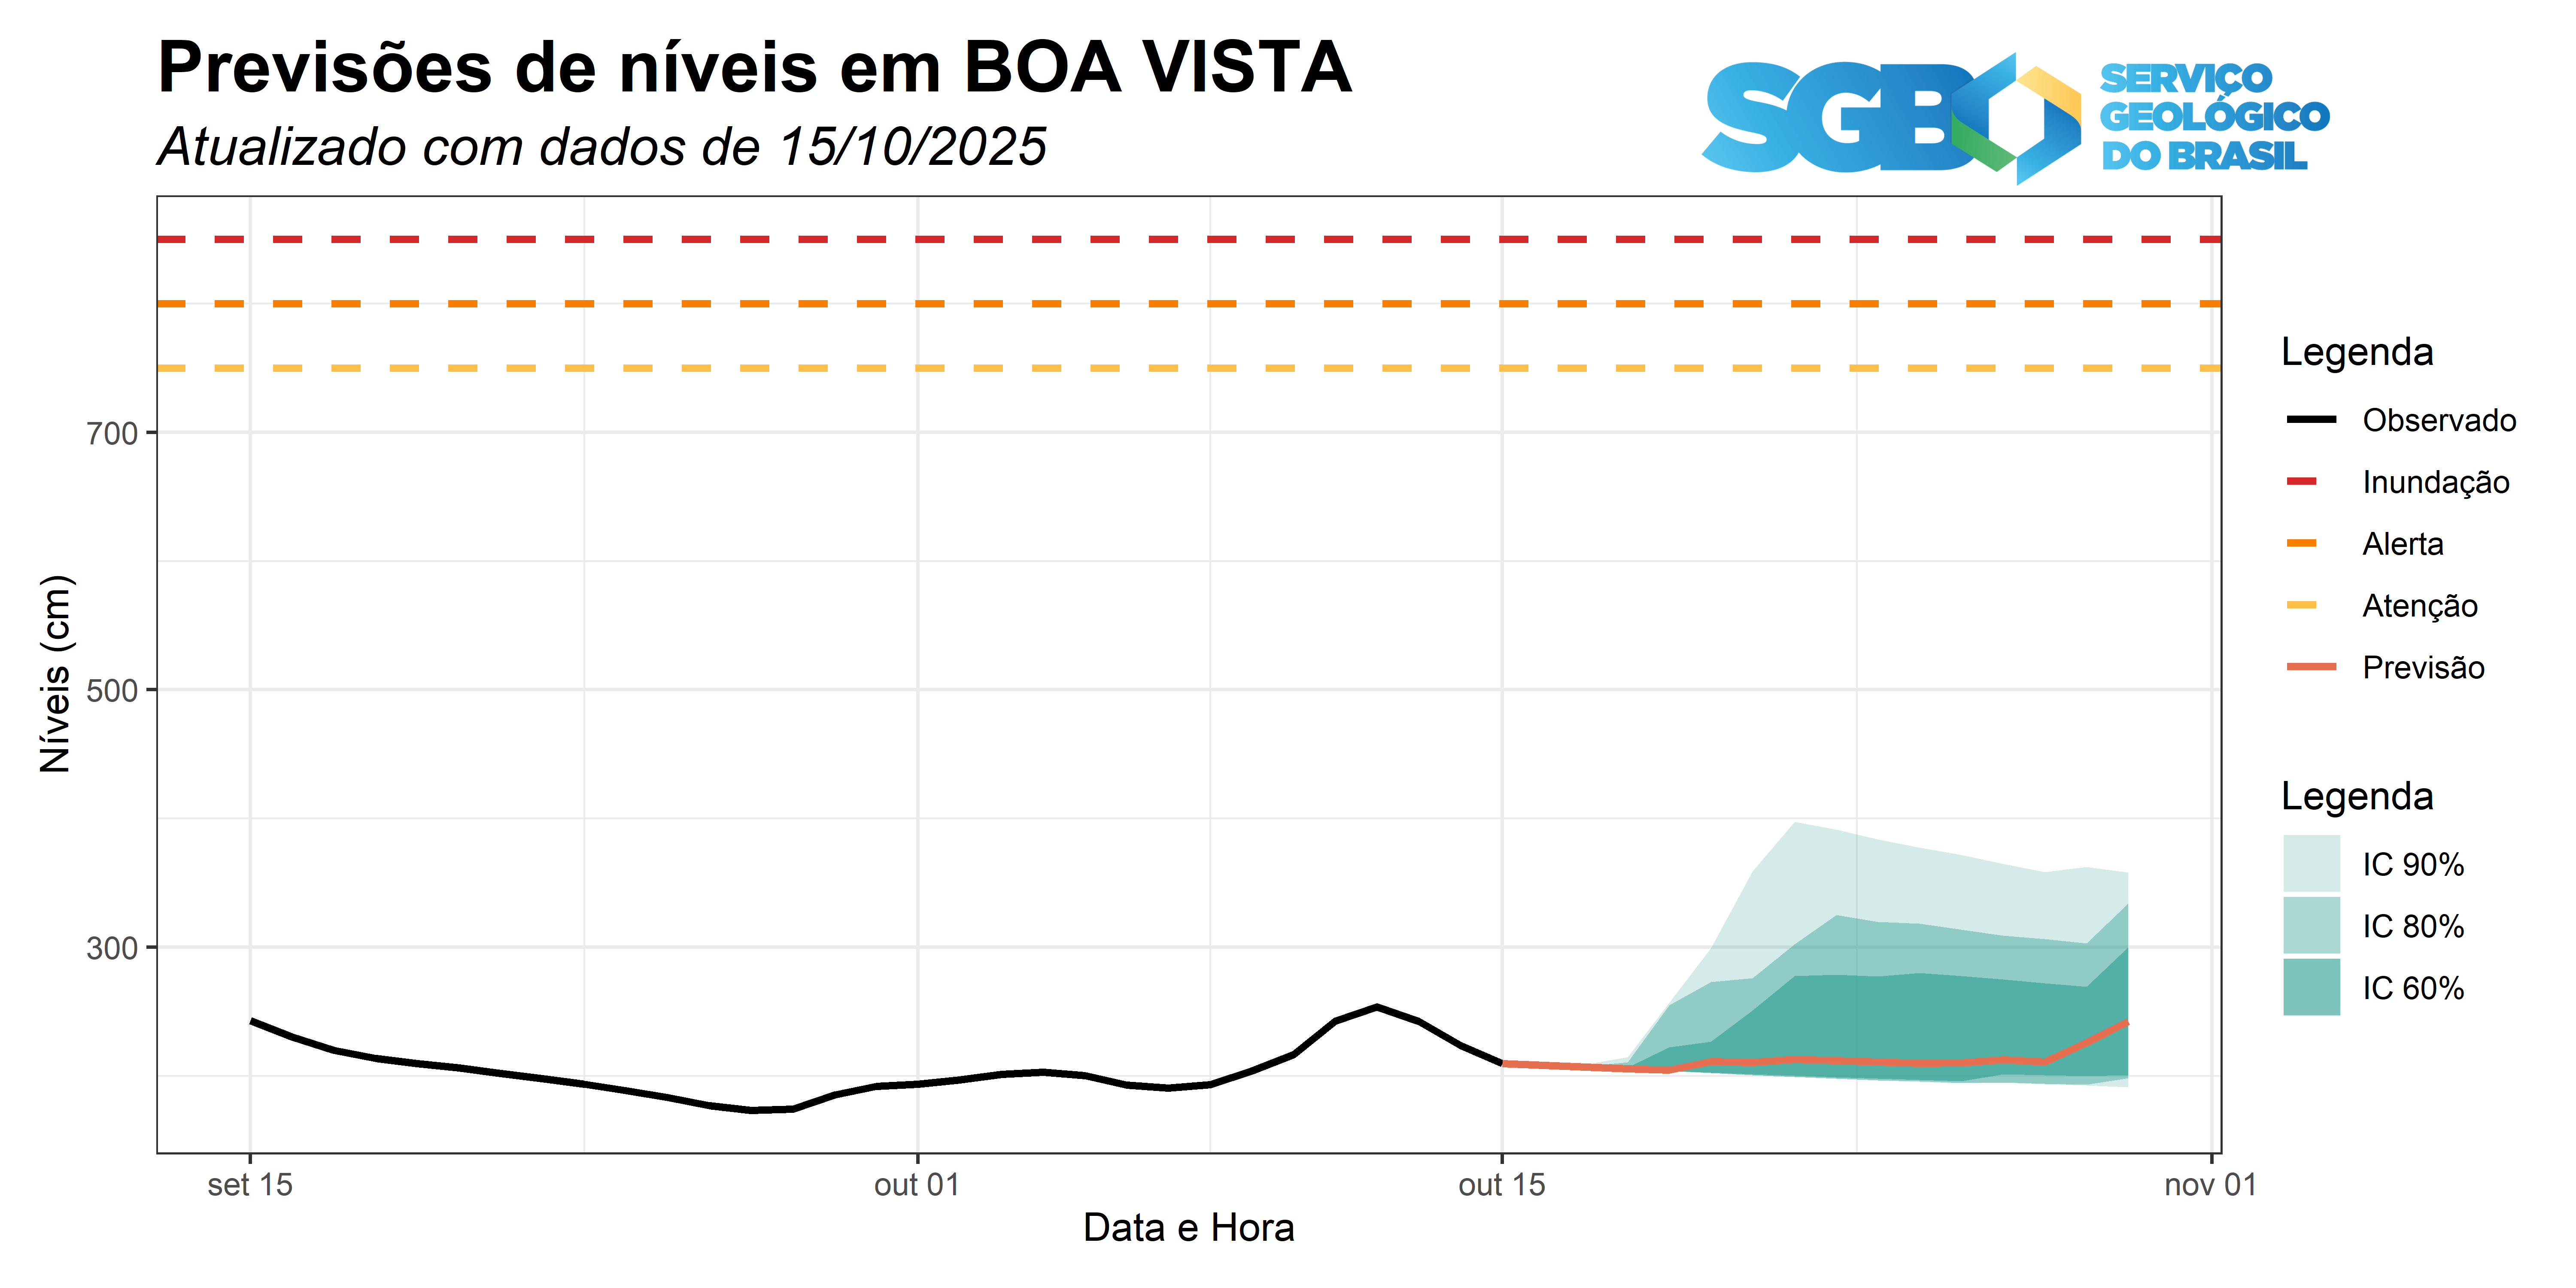 Previsões de níveis em BOA VISTA
Atualizado com dados de 15/10/2025
SGB
SERVIÇO
GEOLÓGICO
DO BRASIL
Níveis (cm)
700
500
300
set 15
out 01
out 15
nov 01
Data e Hora
Legenda
Observado
Inundação
Alerta
Atenção
Previsão
Legenda
IC 90%
IC 80%
IC 60%